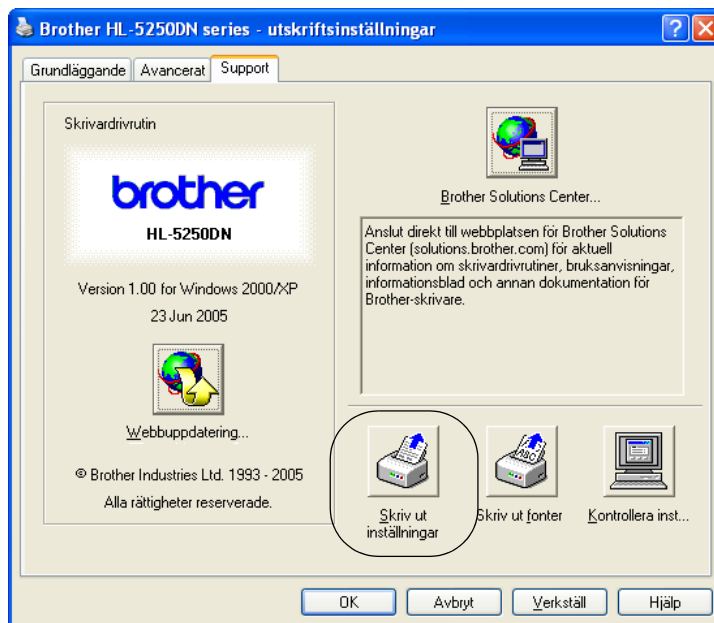 Brother HL-5250DN series - utskriftsinställningar
Grundläggande
Avancerat
Support
Skrivardrivrutin
brother
HL-5250DN
Version 1.00 for Windows 2000/XP
23 Jun 2005
Webbuppdatering...
© Brother Industries Ltd. 1993 - 2005
Alla rättigheter reserverade.
Brother Solutions Center...
Anslut direkt till webbplatsen för Brother Solutions
Center (solutions.brother.com) för aktuell
information om skrivardrivrutiner, bruksanvisningar,
informationsblad och annan dokumentation för
Brother-skrivare.
Skriv ut
inställningar
Skriv ut fonter
Kontrollera inst...
OK
Avbryt
Verkställ
Hjälp